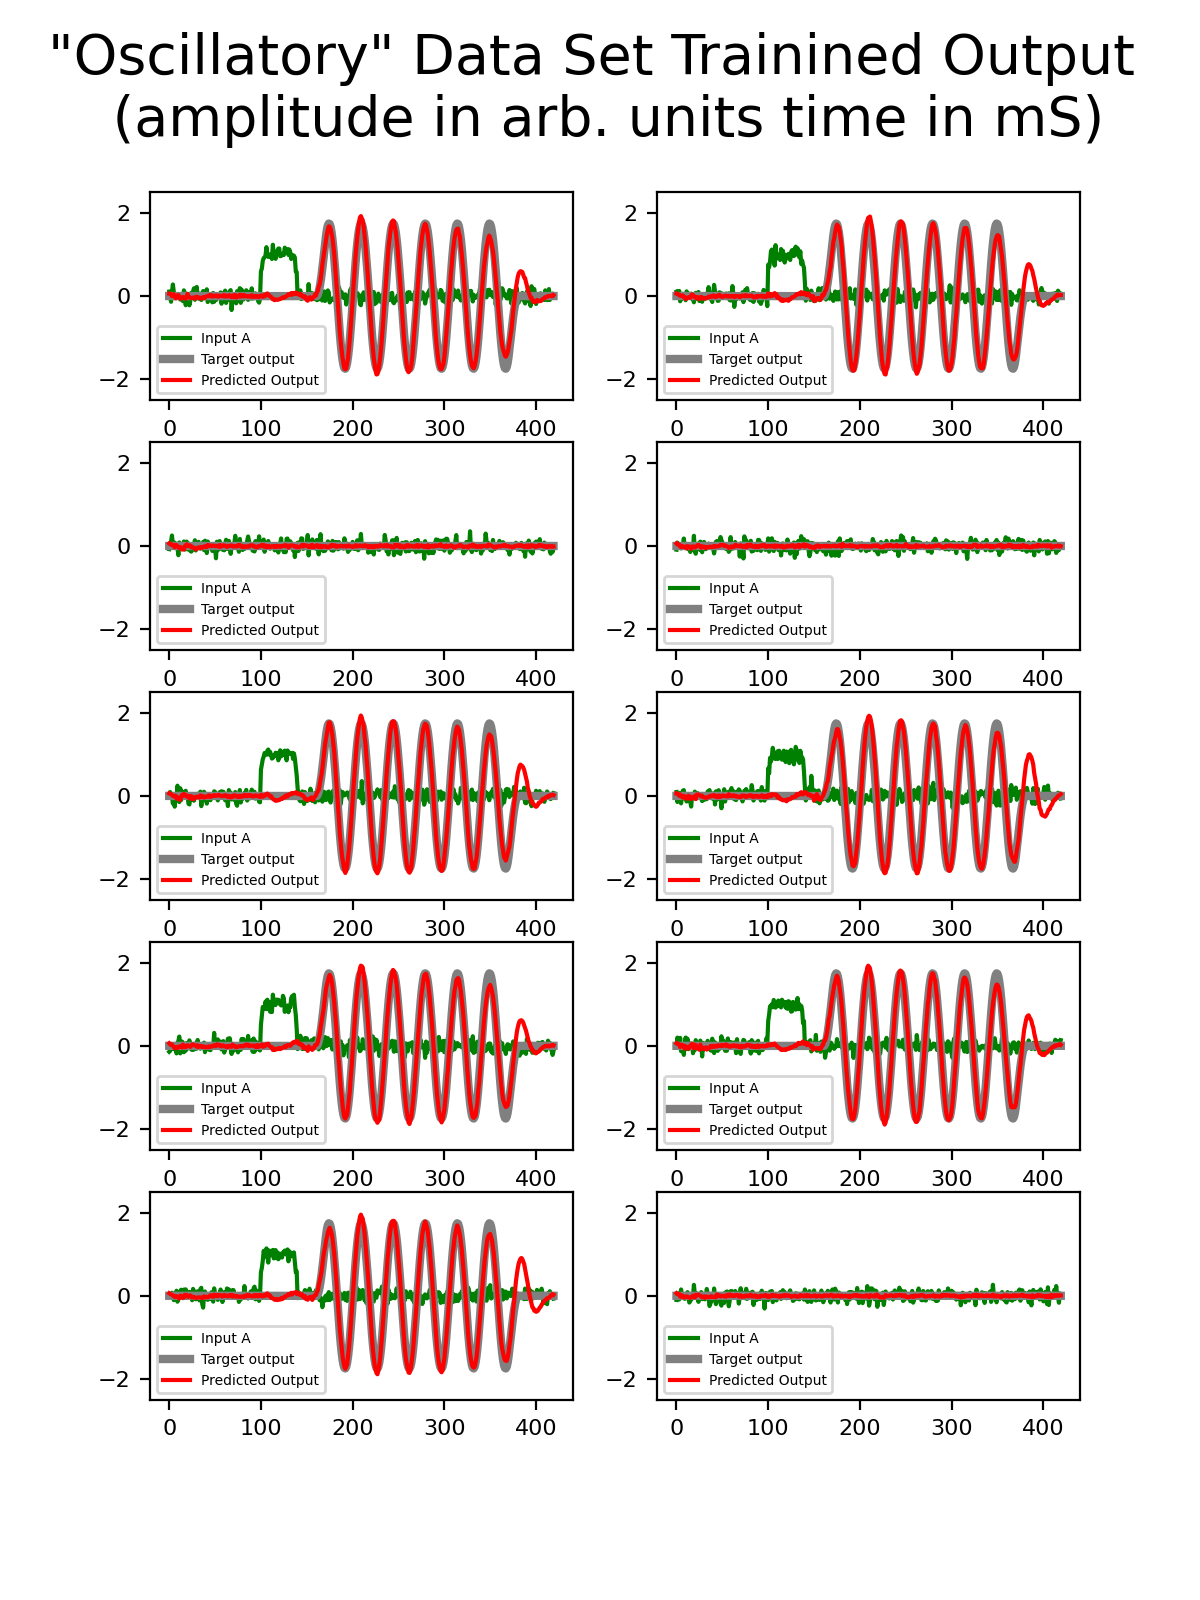 "Oscillatory" Data Set Trainined Output
(amplitude in arb. units time in mS)
2
0
−2
Input A
Target output
Predicted Output
0 100 200 300 400
2
0
−2
Input A
Target output
Predicted Output
0 100 200 300 400
2
0
−2
Input A
Target output
Predicted Output
0 100 200 300 400
2
0
−2
Input A
Target output
Predicted Output
0 100 200 300 400
2
0
−2
Input A
Target output
Predicted Output
0 100 200 300 400
2
0
−2
Input A
Target output
Predicted Output
0 100 200 300 400
2
0
−2
Input A
Target output
Predicted Output
0 100 200 300 400
2
0
−2
Input A
Target output
Predicted Output
0 100 200 300 400
2
0
−2
Input A
Target output
Predicted Output
0 100 200 300 400
2
0
−2
Input A
Target output
Predicted Output
0 100 200 300 400